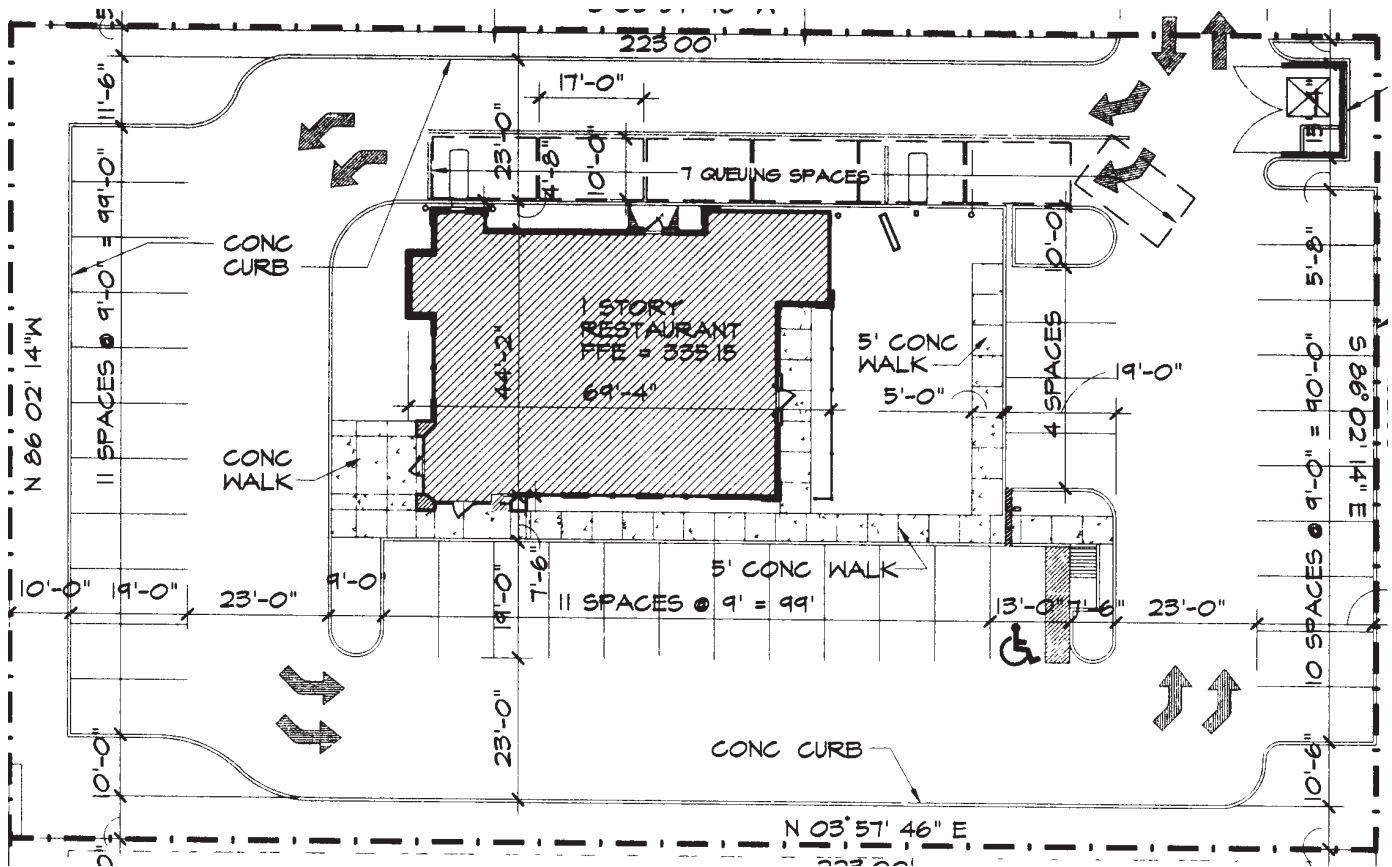 223 00'
17'-0"
11'-6"
23'-0"
4'-8"
10'-0"
7 QUEUING SPACES
CONC
CURB
11 SPACES @ 9'-0" = 99'-0"
N 86 02' 14"W
1 STORY
RESTAURANT
FFE = 335.15
44'-2"
69'-4"
5' CONC
WALK
5'-0"
10'-0"
4 SPACES
19'-0"
5'-8"
S 86° 02' 14" E
10 SPACES @ 9'-0" = 90'-0"
CONC
WALK
10'-0"
19'-0"
23'-0"
9'-0"
19'-0"
7'-6"
5' CONC WALK
11 SPACES @ 9' = 99'
13'-0"
7'-6"
23'-0"
23'-0"
10'-0"
CONC CURB
10'-6"
N 03° 57' 46" E